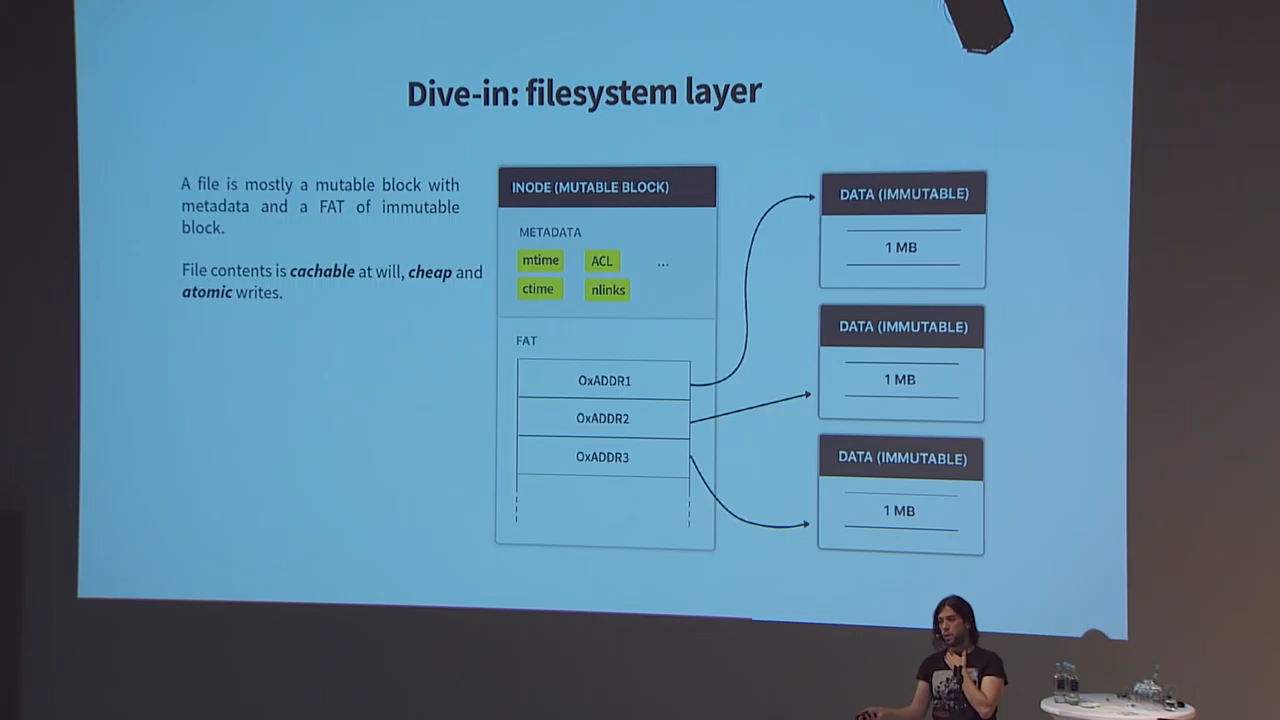 Dive-in: filesystem layer
A file is mostly a mutable block with
metadata and a FAT of immutable
block.
File contents is cachable at will, cheap and
atomic writes.
INODE (MUTABLE BLOCK)
METADATA
mtime ACL ...
ctime nlinks
FAT
OxADDR1
OxADDR2
OxADDR3
DATA (IMMUTABLE)
1 MB
DATA (IMMUTABLE)
1 MB
DATA (IMMUTABLE)
1 MB